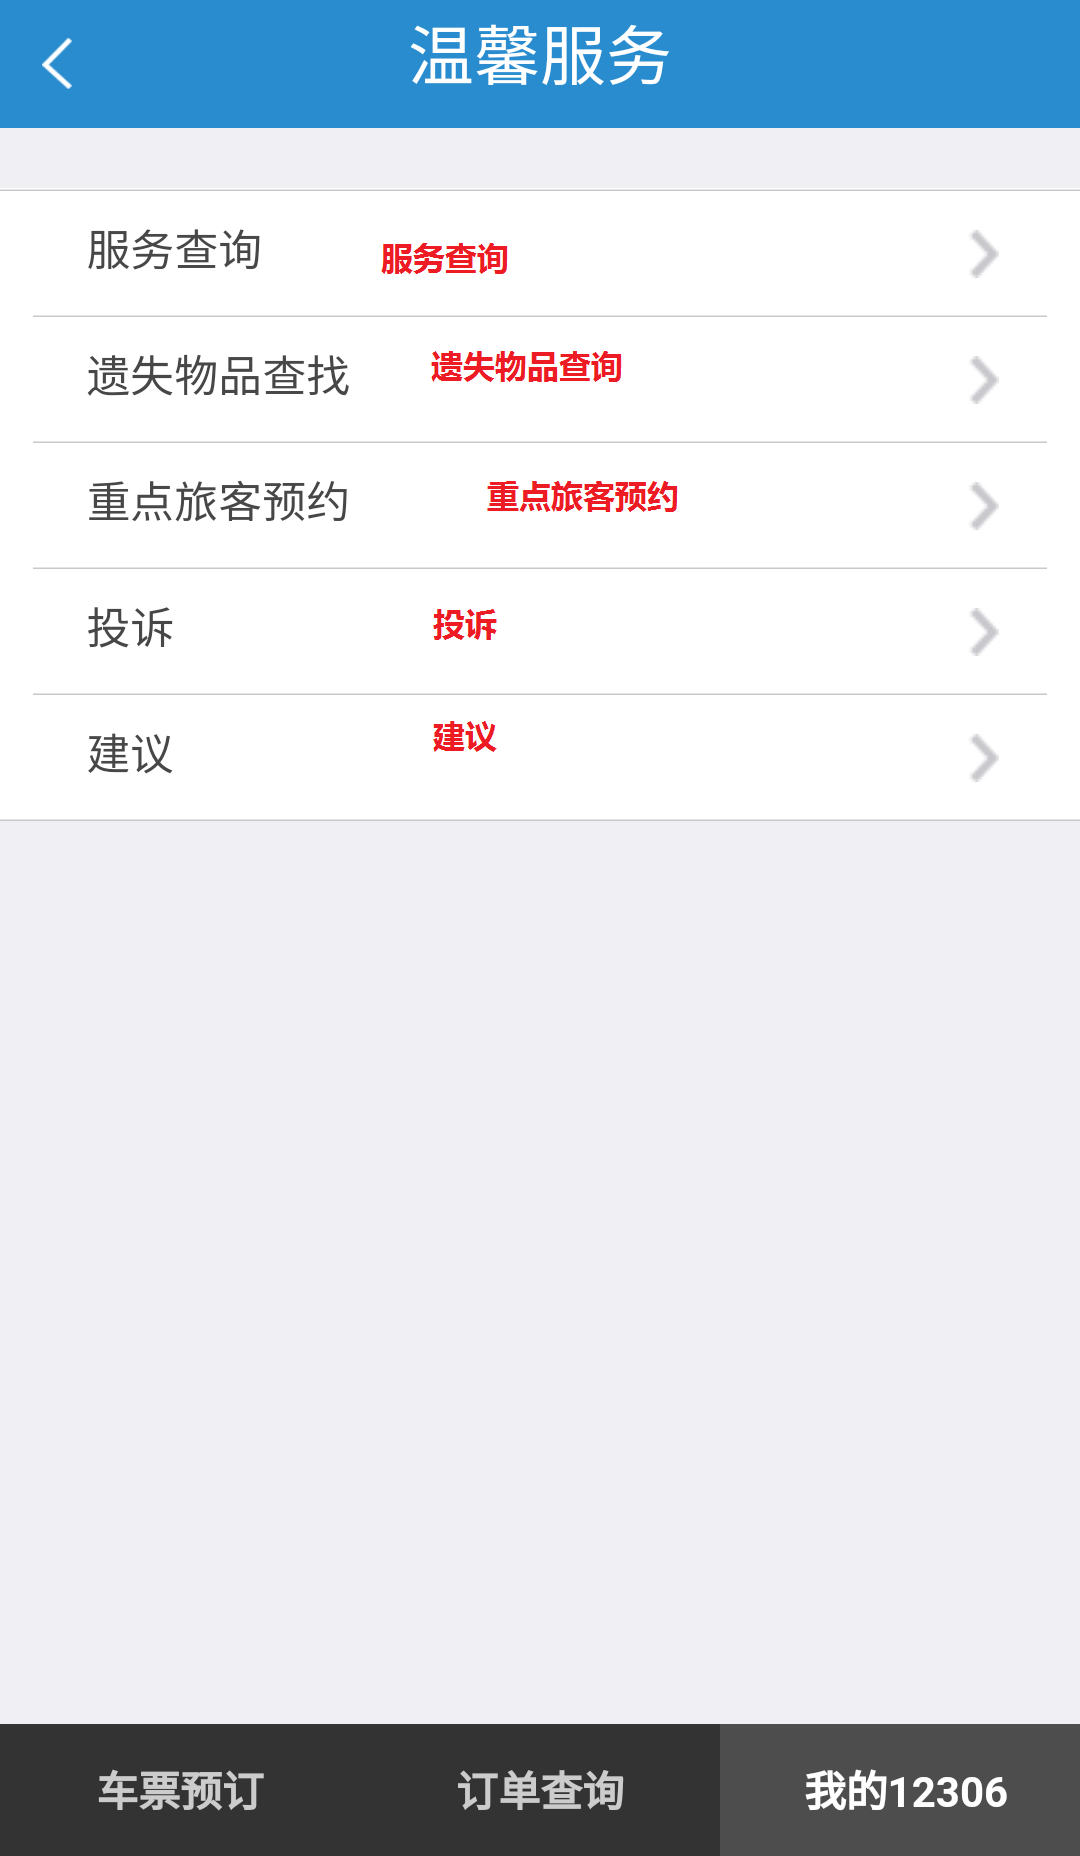 温馨服务
服务查询 服务查询
遗失物品查找 遗失物品查询
重点旅客预约 重点旅客预约
投诉 投诉
建议 建议
车票预订 订单查询 我的12306